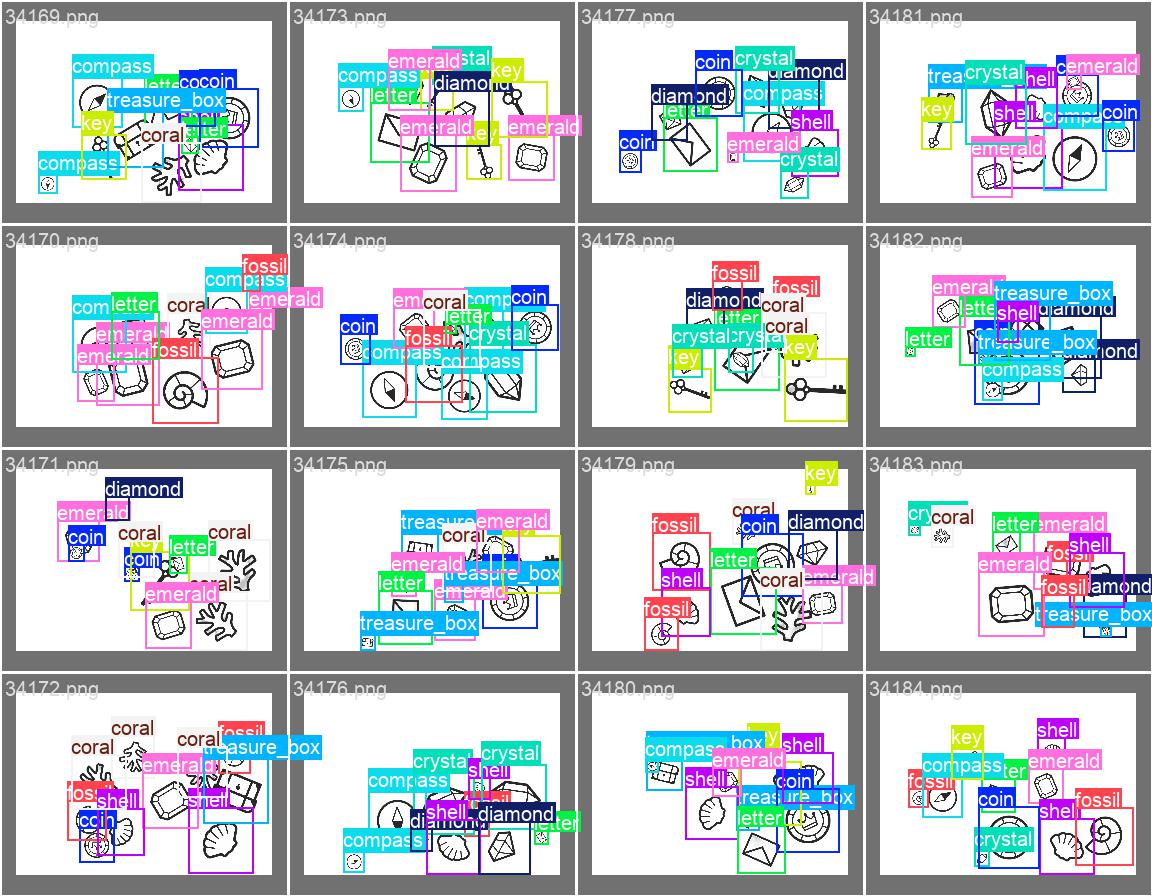 34169.png
compass
letter
coin
coin
treasure_box
key
shell
letter
coral
compass
34173.png
emerald
crystal
compass
key
diamond
letter
emerald
key
emerald
34177.png
coin
crystal
diamond
diamond
compass
letter
shell
coin
emerald
crystal
34181.png
emerald
treasure_box
crystal
shell
key
shell
compass
coin
emerald
34170.png
fossil
compass
emerald
compass
letter
coral
emerald
emerald
emerald
fossil
34174.png
emerald
coral
compass
coin
coin
letter
fossil
crystal
compass
compass
34178.png
fossil
fossil
diamond
coral
letter
coral
crystal
crystal
key
key
34182.png
emerald
treasure_box
letter
shell
diamond
letter
treasure_box
diamond
compass
34171.png
diamond
emerald
coin
coral
coral
key
letter
coin
coral
emerald
34175.png
treasure
emerald
coral
key
emerald
treasure_box
letter
emerald
treasure_box
34179.png
key
coral
fossil
coin
diamond
letter
shell
coral
emerald
fossil
34183.png
cry
coral
letter
emerald
fossil
shell
emerald
fossil
diamond
treasure_box
34172.png
coral
coral
coral
fossil
treasure_box
emerald
fossil
shell
shell
coin
34176.png
crystal
crystal
shell
compass
shell
fossil
diamond
diamond
letter
compass
34180.png
key
compass
box
shell
emerald
shell
coin
treasure_box
letter
34184.png
shell
key
compass
letter
emerald
fossil
coin
fossil
shell
crystal